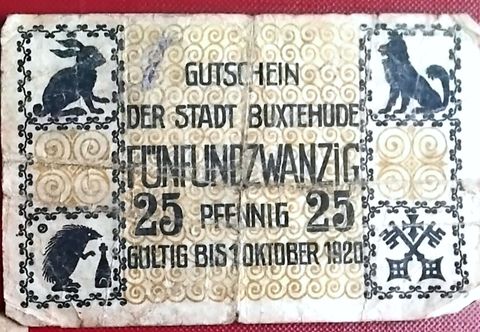 GUTSCHEIN
DER STADT BUXTEHUDE
FÜNFUNDZWANZIG
25 PFENNIG 25
GÜLTIG BIS 1 OKTOBER 1920